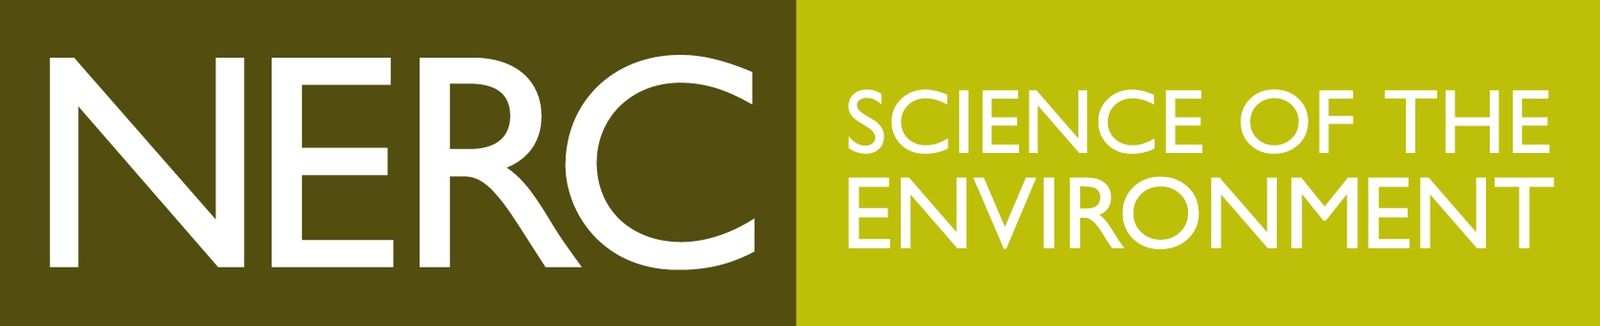 NERC
SCIENCE OF THE
ENVIRONMENT